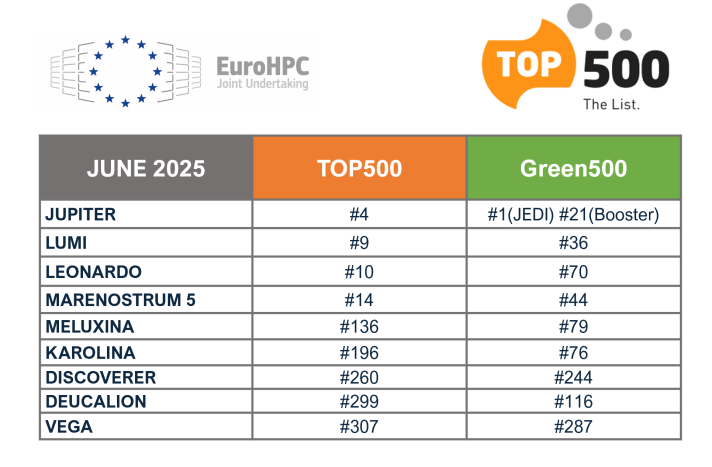 EuroHPC
Joint Undertaking
TOP 500
The List.
JUNE 2025 TOP500 Green500
JUPITER #4 #1(JEDI) #21(Booster)
LUMI #9 #36
LEONARDO #10 #70
MARENOSTRUM 5 #14 #44
MELUXINA #136 #79
KAROLINA #196 #76
DISCOVERER #260 #244
DEUCALION #299 #116
VEGA #307 #287